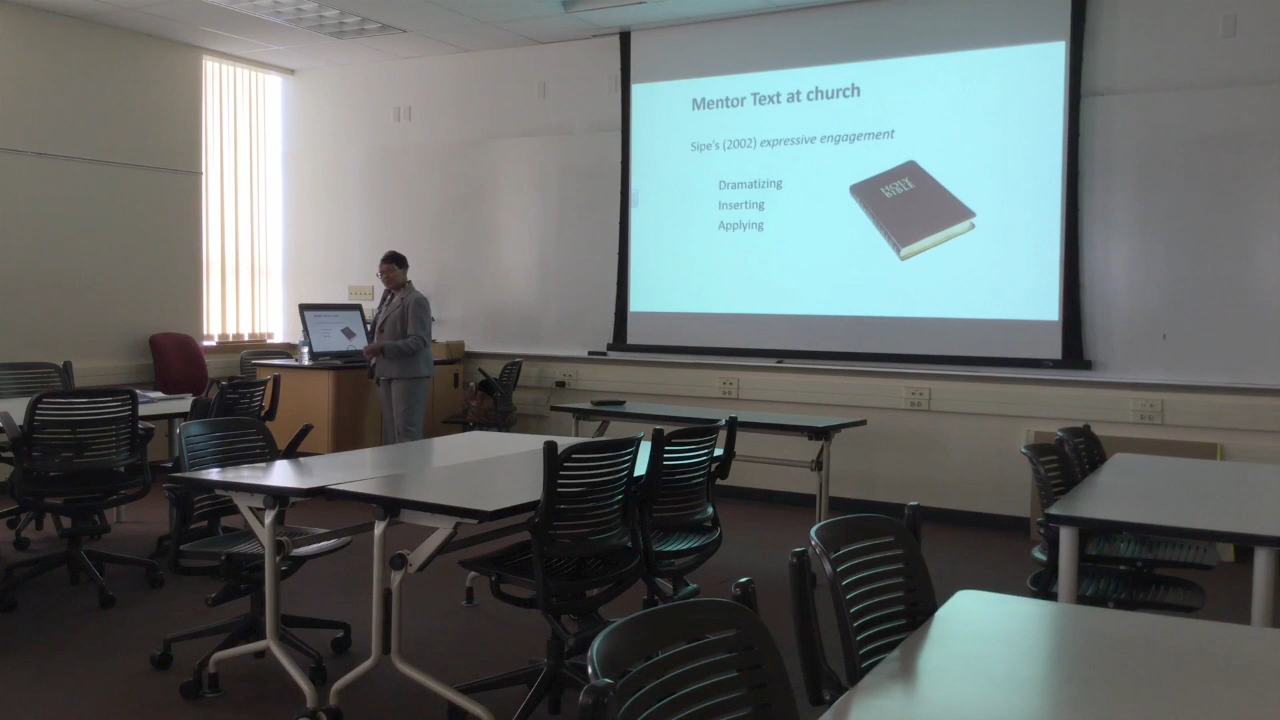 Mentor Text at church
Sipe's (2002) expressive engagement
Dramatizing
Inserting
Applying
HOLY
BIBLE